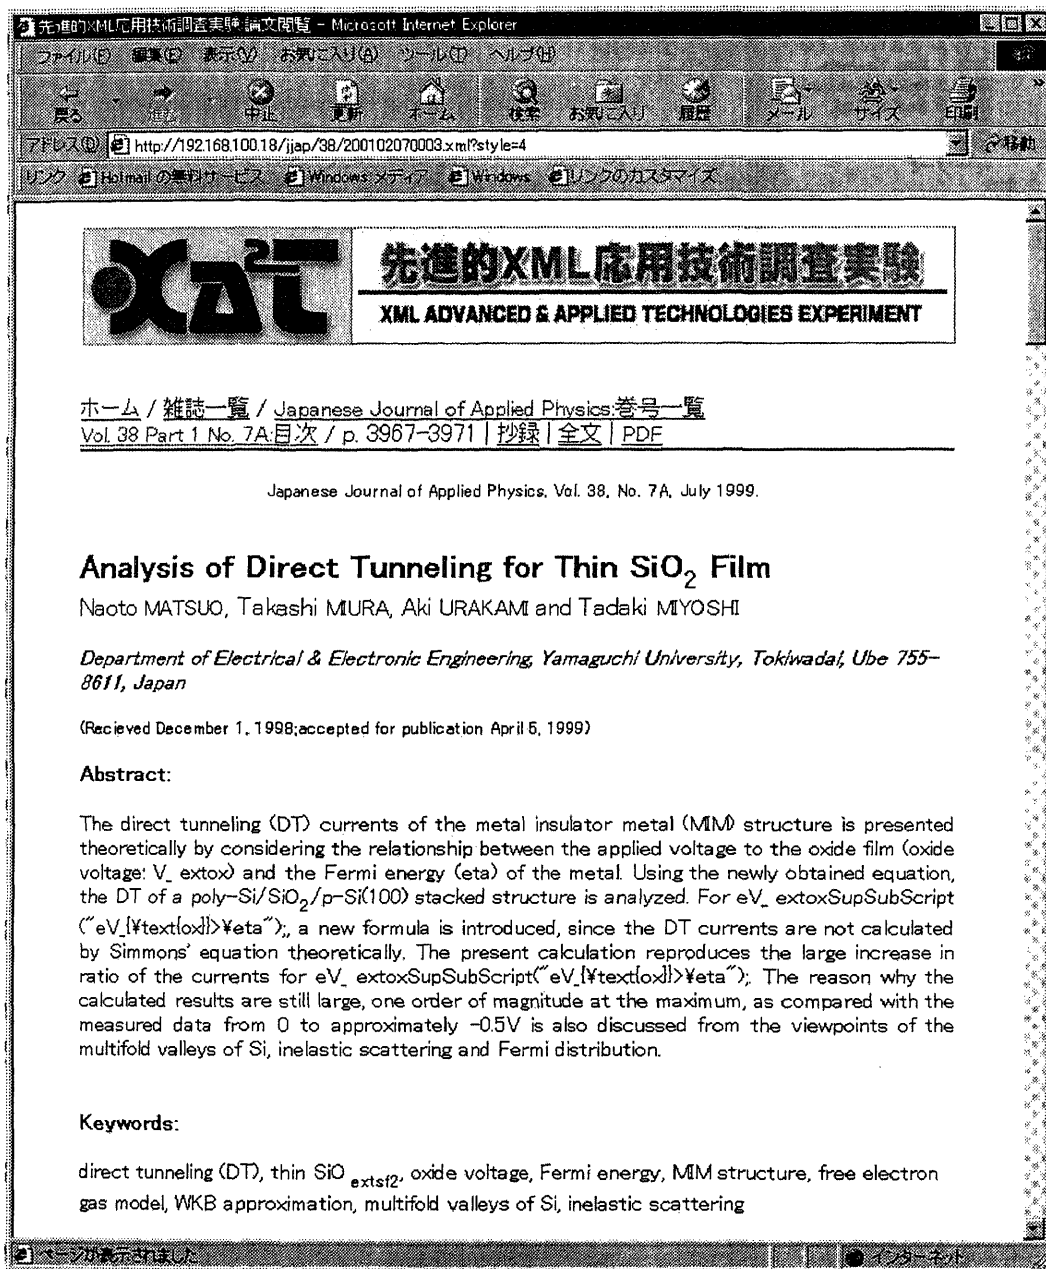 先進的XML応用技術調査実験:論文閲覧 - Microsoft Internet Explorer
ファイル(F) 編集(E) 表示(V) お気に入り(A) ツール(T) ヘルプ(H)
戻る 進む 中止 更新 ホーム 検索 お気に入り 履歴 メール サイズ 印刷
アドレス(D) http://192.168.100.18/jjap/38/200102070003.xml?style=4 移動
リンク Hotmail の無料サービス Windows メディア Windows リンクのカスタマイズ
XA2T 先進的XML応用技術調査実験
XML ADVANCED & APPLIED TECHNOLOGIES EXPERIMENT
ホーム / 雑誌一覧 / Japanese Journal of Applied Physics:巻号一覧
Vol. 38 Part 1 No. 7A:目次 / p. 3967-3971 | 抄録 | 全文 | PDF
Japanese Journal of Applied Physics, Vol. 38, No. 7A, July 1999.
Analysis of Direct Tunneling for Thin SiO2 Film
Naoto MATSUO, Takashi MIURA, Aki URAKAMI and Tadaki MIYOSHI
Department of Electrical & Electronic Engineering, Yamaguchi University, Tokiwadai, Ube 755-
8611, Japan
(Recieved December 1, 1998;accepted for publication April 5, 1999)
Abstract:
The direct tunneling (DT) currents of the metal insulator metal (MIM) structure is presented
theoretically by considering the relationship between the applied voltage to the oxide film (oxide
voltage: V_ extox) and the Fermi energy (eta) of the metal. Using the newly obtained equation,
the DT of a poly-Si/SiO2/p-Si(100) stacked structure is analyzed. For eV_ extoxSupSubScript
("eV_{¥text{ox}}>¥eta");, a new formula is introduced, since the DT currents are not calculated
by Simmons' equation theoretically. The present calculation reproduces the large increase in
ratio of the currents for eV_ extoxSupSubScript("eV_{¥text{ox}}>¥eta");. The reason why the
calculated results are still large, one order of magnitude at the maximum, as compared with the
measured data from 0 to approximately -0.5V is also discussed from the viewpoints of the
multifold valleys of Si, inelastic scattering and Fermi distribution.
Keywords:
direct tunneling (DT), thin SiO extsf2, oxide voltage, Fermi energy, MIM structure, free electron
gas model, WKB approximation, multifold valleys of Si, inelastic scattering
ページが表示されました インターネット